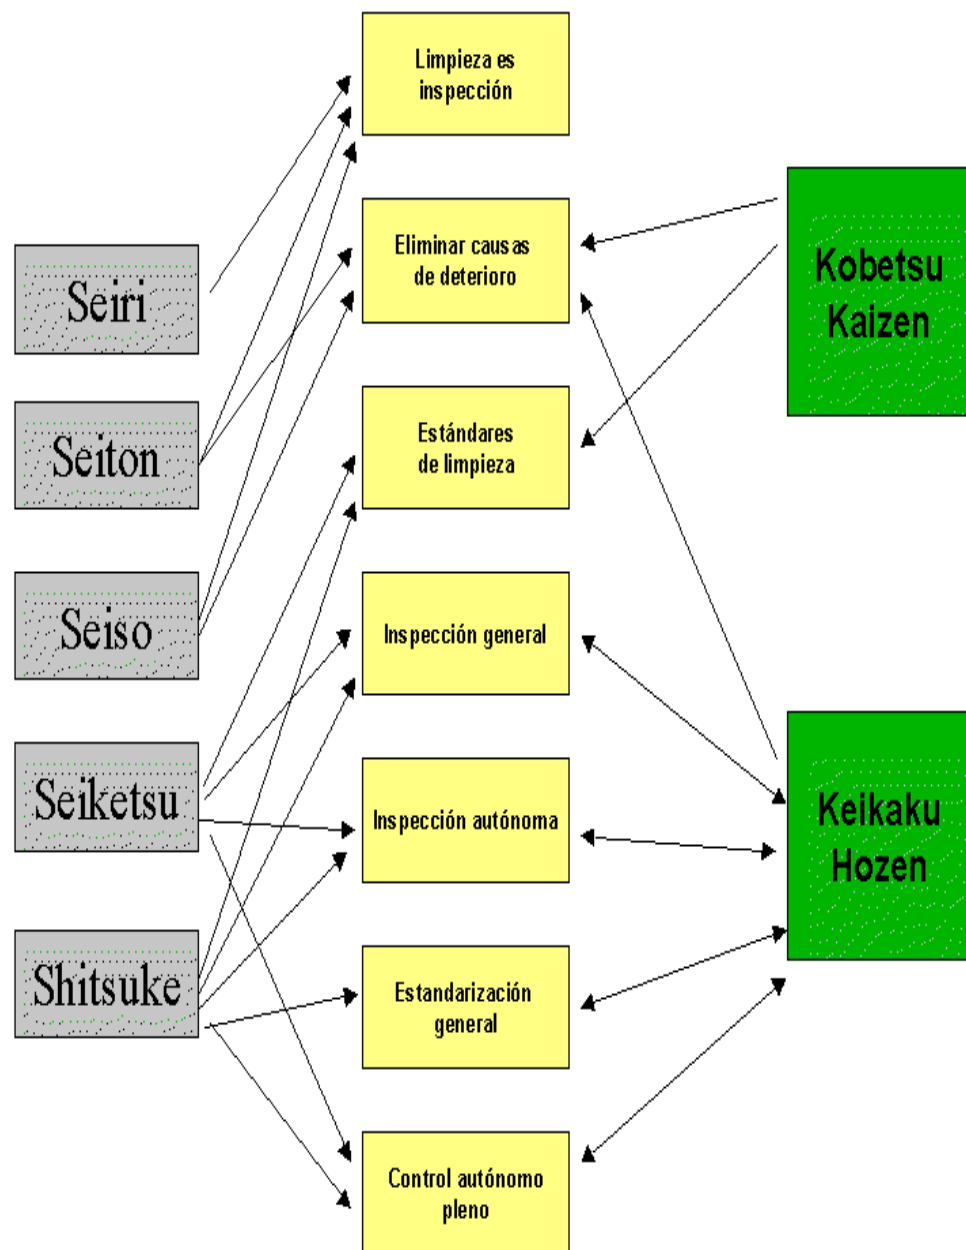 Limpieza es
inspección
Eliminar causas
de deterioro
Estándares
de limpieza
Inspección general
Inspección autónoma
Estandarización
general
Control autónomo
pleno
Seiri
Seiton
Seiso
Seiketsu
Shitsuke
Kobetsu
Kaizen
Keikaku
Hozen